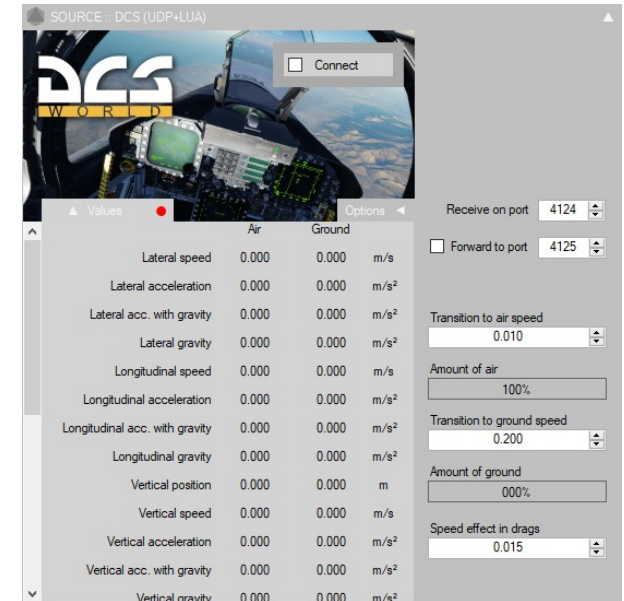 SOURCE :: DCS (UDP+LUA)
Connect
DCS
WORLD
Values
Options
Air Ground
Lateral speed 0.000 0.000 m/s
Lateral acceleration 0.000 0.000 m/s²
Lateral acc. with gravity 0.000 0.000 m/s²
Lateral gravity 0.000 0.000 m/s²
Longitudinal speed 0.000 0.000 m/s
Longitudinal acceleration 0.000 0.000 m/s²
Longitudinal acc. with gravity 0.000 0.000 m/s²
Longitudinal gravity 0.000 0.000 m/s²
Vertical position 0.000 0.000 m
Vertical speed 0.000 0.000 m/s
Vertical acceleration 0.000 0.000 m/s²
Vertical acc. with gravity 0.000 0.000 m/s²
Vertical gravity 0.000 0.000 m/s²
Receive on port 4124
Forward to port 4125
Transition to air speed
0.010
Amount of air
100%
Transition to ground speed
0.200
Amount of ground
000%
Speed effect in drags
0.015